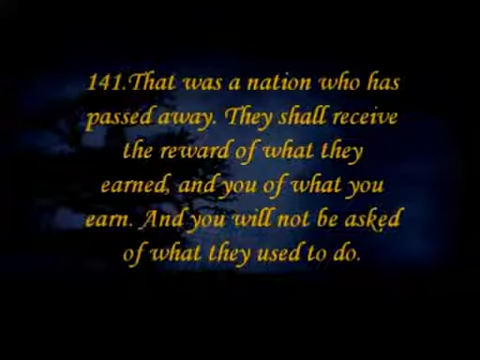 141.That was a nation who has
passed away. They shall receive
the reward of what they
earned, and you of what you
earn. And you will not be asked
of what they used to do.